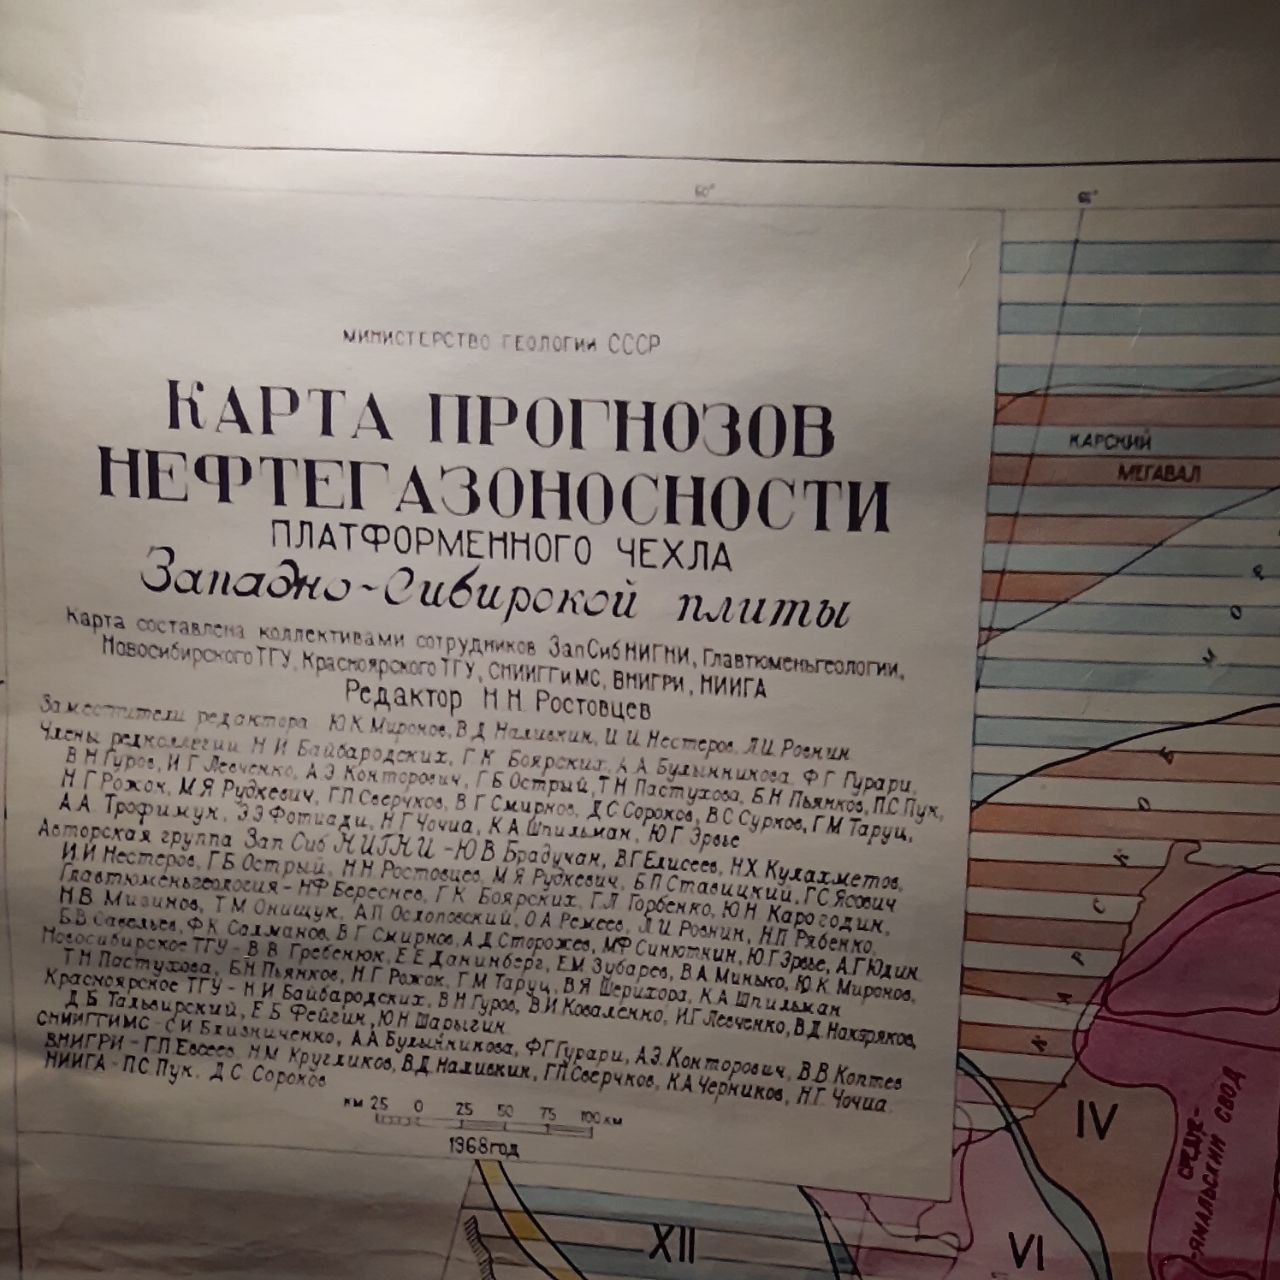 60°
МИНИСТЕРСТВО ГЕОЛОГИИ СССР
КАРТА ПРОГНОЗОВ
НЕФТЕГАЗОНОСНОСТИ
ПЛАТФОРМЕННОГО ЧЕХЛА
Западно-Сибирской плиты
Карта составлена коллективами сотрудников ЗапСибНИГНИ, Главтюменьгеологии,
Новосибирского ТГУ, Красноярского ТГУ, СНИИГГиМС, ВНИГРИ, НИИГА
Редактор Н.Н. Ростовцев
Заместители редактора Ю.К. Миронов, В.Д. Наливкин, И.И. Нестеров, Л.И. Ровнин
Члены редколлегии Н.И. Байбародских, Г.К. Боярских, А.А. Булынникова, Ф.Г. Гурари,
В.Н. Гуров, И.Г. Левченко, А.Э. Конторович, Г.Б. Острый, Т.Н. Пастухова, Б.Н. Пьянков, П.С. Пук,
Н.Г. Рожок, М.Я. Рудкевич, Г.П. Сверчков, В.Г. Смирнов, Д.С. Сороков, В.С. Сурков, Г.М. Таруц,
А.А. Трофимук, Э.Э. Фотиади, Н.Г. Чочиа, К.А. Шпильман, Ю.Г. Эрвье
Авторская группа ЗапСибНИГНИ - Ю.В. Брадучан, В.Г. Елисеев, Н.Х. Кулахметов,
И.И. Нестеров, Г.Б. Острый, Н.Н. Ростовцев, М.Я. Рудкевич, Б.П. Ставицкий, Г.С. Ясович
Главтюменьгеология - Н.Ф. Береснев, Г.К. Боярских, Г.Л. Горбенко, Ю.Н. Карогодин,
Н.В. Мизинов, Т.М. Онищук, А.П. Ослоповский, О.А. Ремеев, Л.И. Ровнин, Н.П. Рябенко,
Б.В. Савельев, Ф.К. Салманов, В.Г. Смирнов, А.Д. Сторожев, М.Ф. Синюткин, Ю.Г. Эрвье, А.Г. Юдин
Новосибирское ТГУ - В.В. Гребенюк, Е.Е. Даниненберг, Е.М. Зубарев, В.А. Минько, Ю.К. Миронов,
Т.Н. Пастухова, Б.Н. Пьянков, Н.Г. Рожок, Г.М. Таруц, В.Я. Шерихора, К.А. Шпильман
Красноярское ТГУ - Н.И. Байбародских, В.Н. Гуров, В.И. Коваленко, И.Г. Левченко, В.Д. Накаряков,
Д.Б. Тальвирский, Е.Б. Фейгин, Ю.Н. Шарыгин
СНИИГГИМС - С.И. Близниченко, А.А. Булынникова, Ф.Г. Гурари, А.Э. Конторович, В.В. Коптев
ВНИГРИ - Г.П. Евсеев, Н.М. Кругликов, В.Д. Наливкин, Г.П. Сверчков, К.А. Черников, Н.Г. Чочиа
НИИГА - П.С. Пук, Д.С. Сороков
км 25 0 25 50 75 100 км
1968 год
КАРСКИЙ
МЕГАВАЛ
IV
СРЕДНЕ-
ЯМАЛЬСКИЙ СВОД
XII
VI